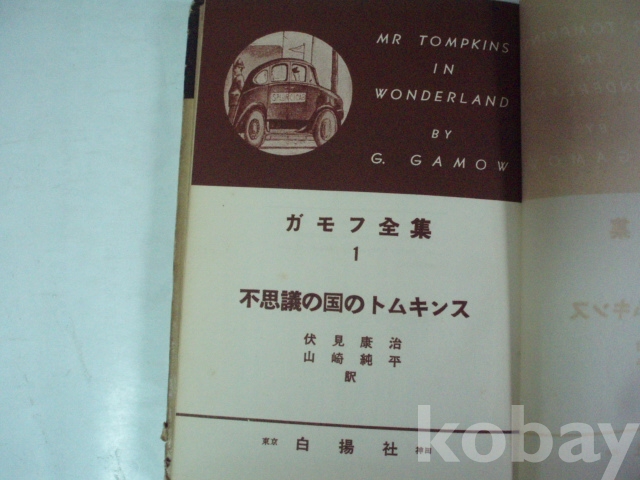 MR TOMPKINS
IN
WONDERLAND
BY
G. GAMOW
ガモフ全集
1
不思議の国のトムキンス
伏見康治
山崎純平
訳
東京 白揚社 神田
kobay